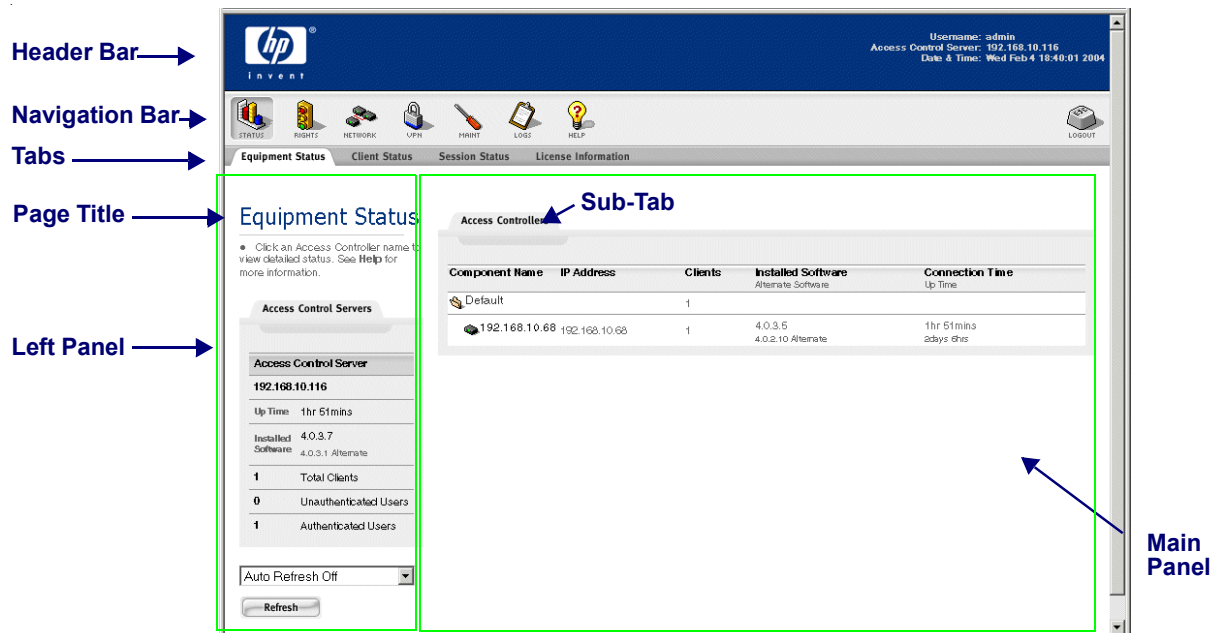 Header Bar
hp ®
invent
Username: admin
Access Control Server: 192.168.10.116
Date & Time: Wed Feb 4 18:40:01 2004
Navigation Bar
STATUS RIGHTS NETWORK VPN MAINT LOGS HELP LOGOUT
Tabs
Equipment Status Client Status Session Status License Information
Page Title
Equipment Status
• Click an Access Controller name to
view detailed status. See Help for
more information.
Left Panel
Access Control Servers
Access Control Server
192.168.10.116
Up Time 1hr 51mins
Installed Software 4.0.3.7
4.0.3.1 Alternate
1 Total Clients
0 Unauthenticated Users
1 Authenticated Users
Auto Refresh Off
Refresh
Sub-Tab
Access Controller
Component Name IP Address Clients Installed Software Connection Time
Alternate Software Up Time
Default 1
192.168.10.68 192.168.10.68 1 4.0.3.5 1hr 51mins
4.0.2.10 Alternate 2days 6hrs
Main
Panel